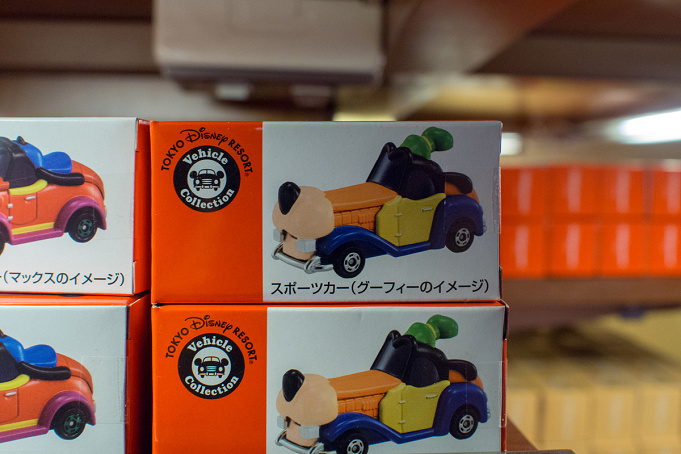 TOKYO Disney RESORT®
Vehicle
Collection
(マックスのイメージ)
スポーツカー(グーフィーのイメージ)
TOKYO Disney RESORT®
Vehicle
Collection